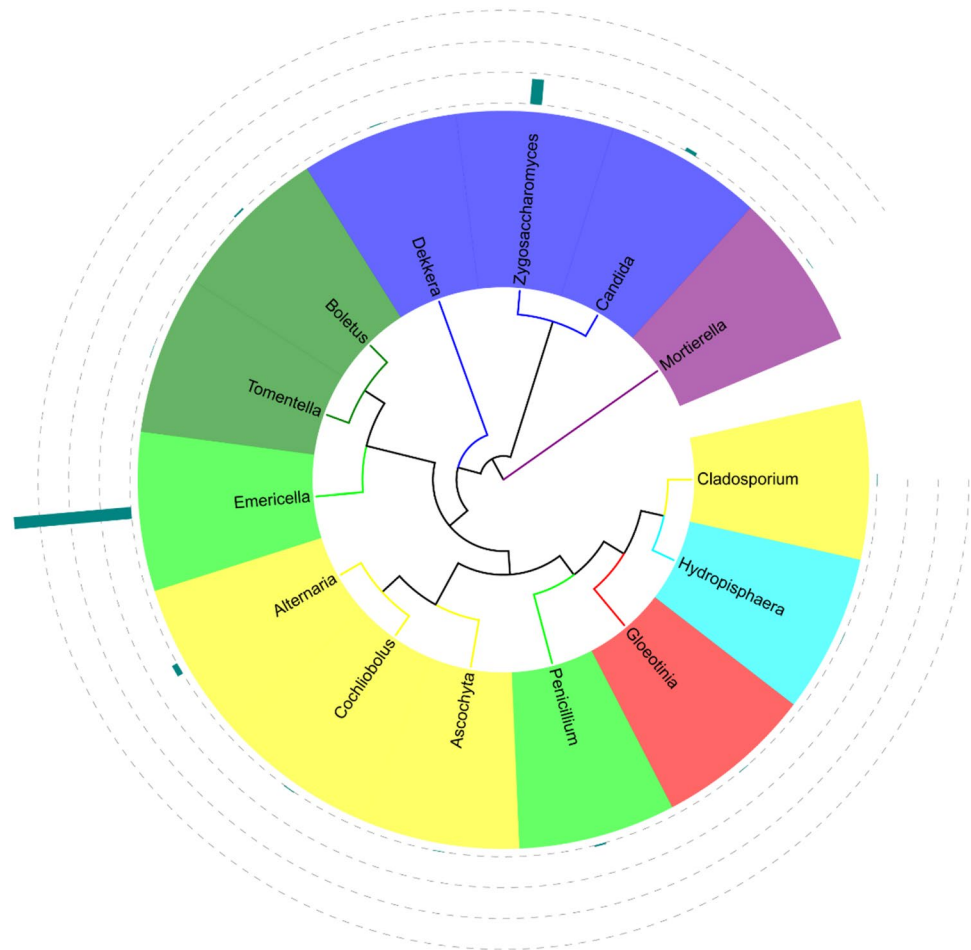 Zygosaccharomyces
Candida
Mortierella
Dekkera
Boletus
Tomentella
Emericella
Alternaria
Cochliobolus
Ascochyta
Penicillium
Gloeotinia
Hydropisphaera
Cladosporium